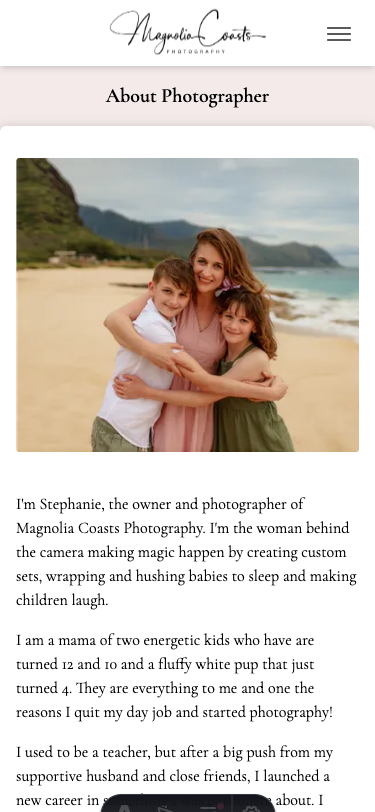 Magnolia Coasts
PHOTOGRAPHY
About Photographer
I'm Stephanie, the owner and photographer of
Magnolia Coasts Photography. I'm the woman behind
the camera making magic happen by creating custom
sets, wrapping and hushing babies to sleep and making
children laugh.
I am a mama of two energetic kids who have are
turned 12 and 10 and a fluffy white pup that just
turned 4. They are everything to me and one the
reasons I quit my day job and started photography!
I used to be a teacher, but after a big push from my
supportive husband and close friends, I launched a
new career in about. I